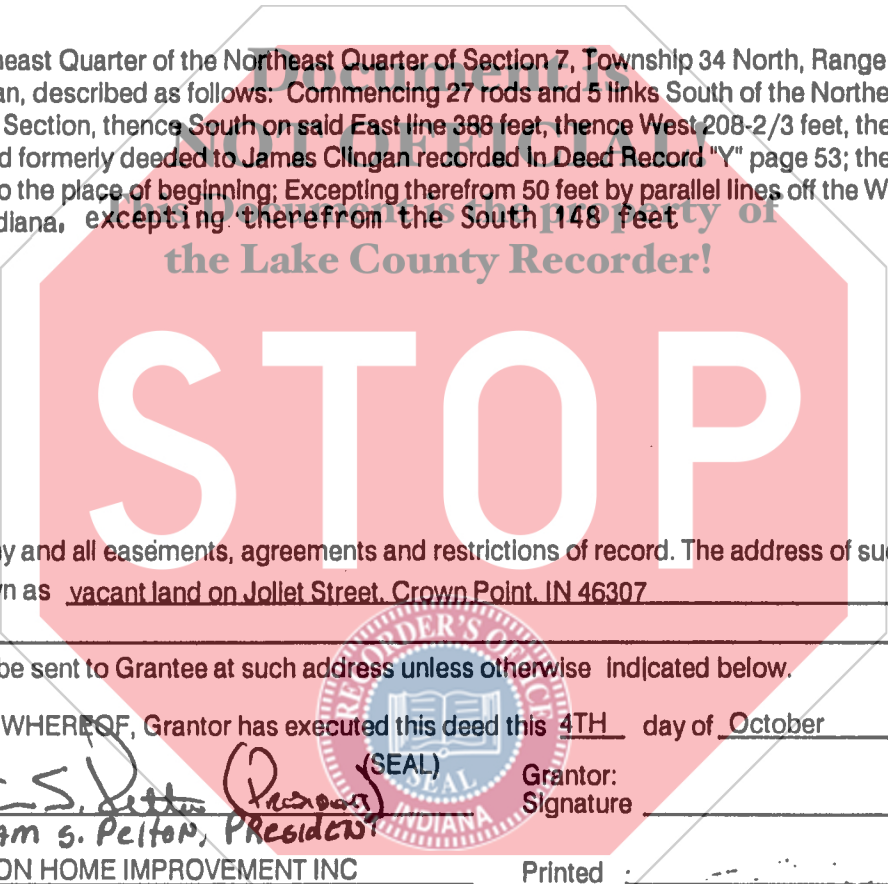 east Quarter of the Northeast Quarter of Section 7, Township 34 North, Range
an, described as follows: Commencing 27 rods and 5 links South of the Northe
Section, thence South on said East line 388 feet, thence West 208-2/3 feet, the
d formerly deeded to James Clingan recorded in Deed Record "Y" page 53; the
o the place of beginning; Excepting therefrom 50 feet by parallel lines off the W
diana, excepting therefrom the South 148 feet
Document is
NOT OFFICIAL!
This Document is the property of
the Lake County Recorder!
STOP
y and all easements, agreements and restrictions of record. The address of suc
n as vacant land on Joliet Street, Crown Point, IN 46307
be sent to Grantee at such address unless otherwise indicated below.
WHEREOF, Grantor has executed this deed this 4TH day of October
(SEAL)
Grantor:
Signature
(President)
am S. Pelton, PRESIDENT
ON HOME IMPROVEMENT INC
Printed
RECORDER'S OFFICE
SEAL
INDIANA